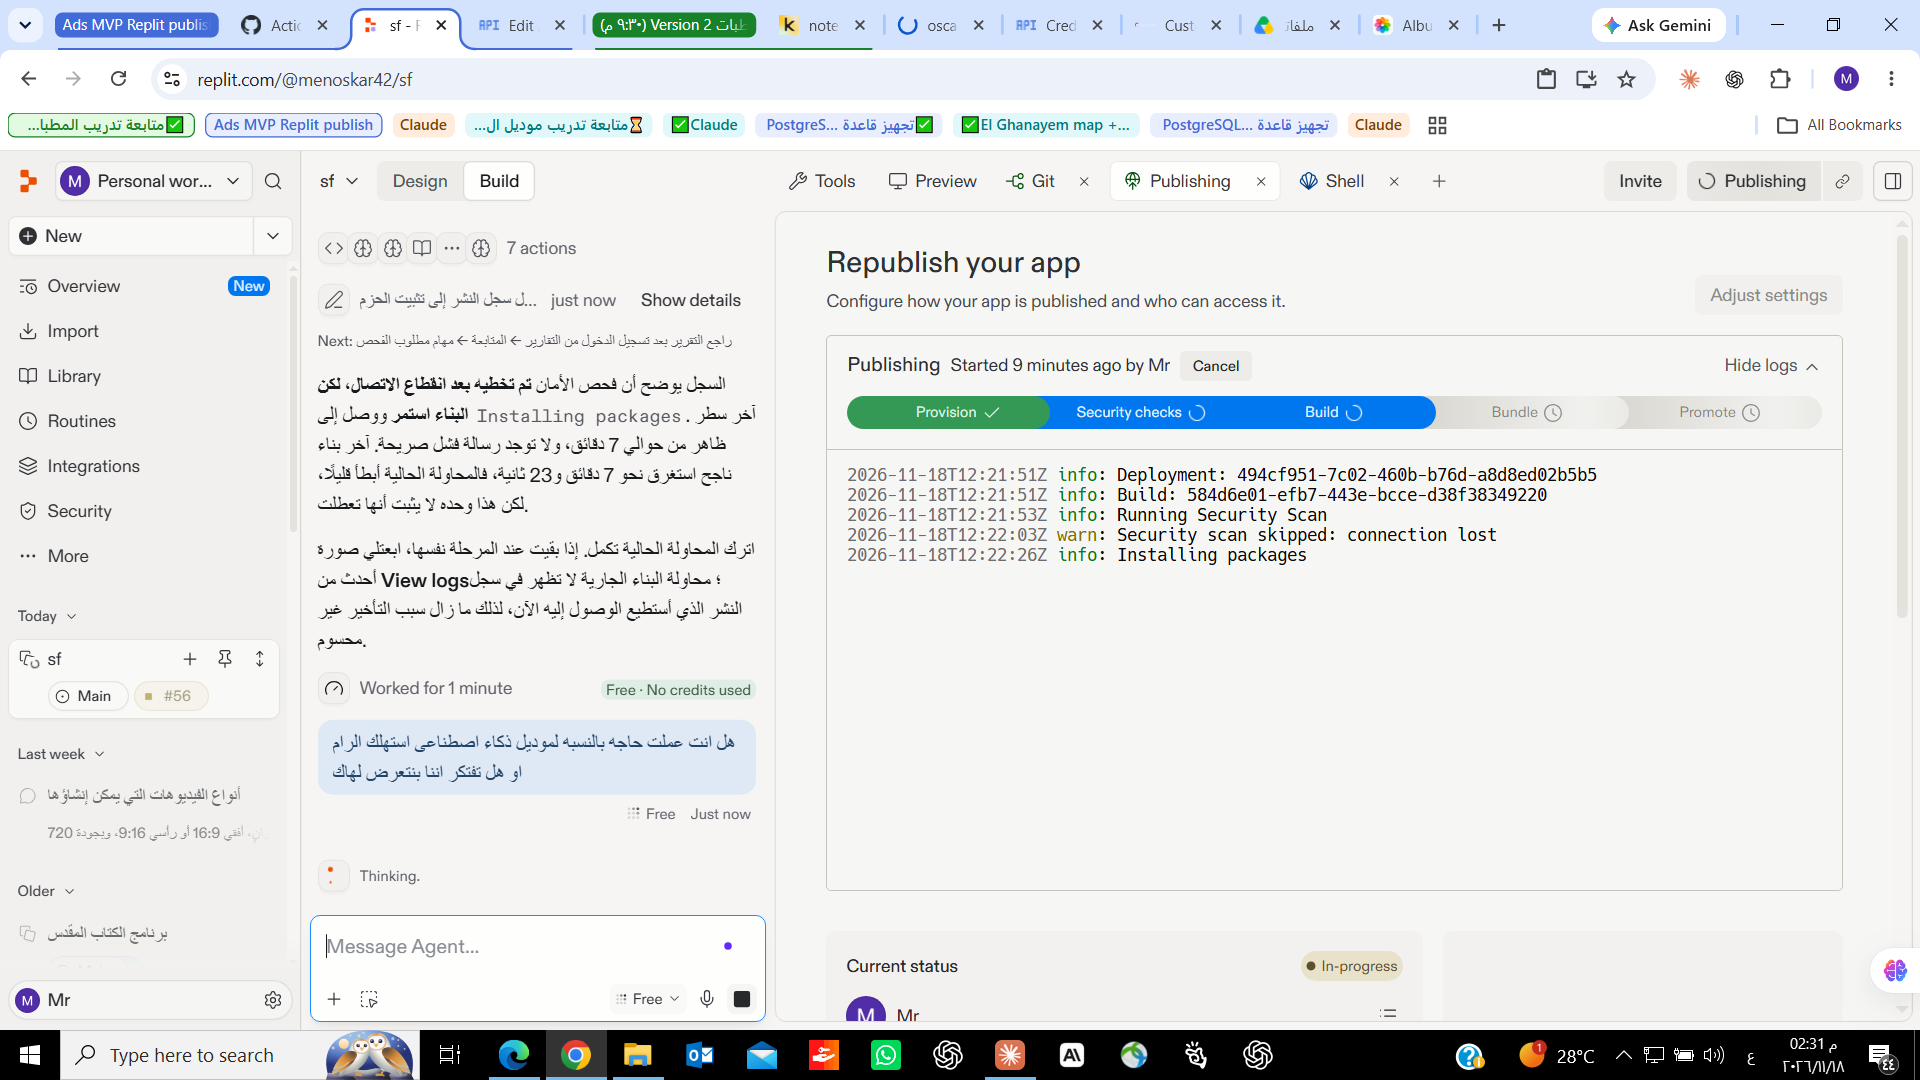 Ads MVP Replit publis
Actic
sf - F
API Edit
طلبات Version 2 (٩:٣٠ م)
note
osca
API Cred
Cust
ملفات
Albu
Ask Gemini
replit.com/@menoskar42/sf
M
✅متابعة تدريب المطبا...
Ads MVP Replit publish
Claude
⌛متابعة تدريب موديل ال...
✅Claude
✅تجهيز قاعدة PostgreS...
✅El Ghanayem map +...
تجهيز قاعدة PostgreSQL...
Claude
All Bookmarks
M Personal wor...
sf
Design
Build
Tools
Preview
Git
Publishing
Shell
Invite
Publishing
New
Overview
New
Import
Library
Routines
Integrations
Security
More
Today
sf
Main
#56
Last week
أنواع الفيديوهات التي يمكن إنشاؤها
أفقي 16:9 أو رأسي 9:16، وبجودة 720
Older
برنامج الكتاب المقدّس
M Mr
7 actions
ل سجل النشر إلى تثبيت الحزم...
just now
Show details
Next: راجع التقرير بعد تسجيل الدخول من التقارير ← المتابعة ← مهام مطلوب الفحص
السجل يوضح أن فحص الأمان تم تخطيه بعد انقطاع الاتصال، لكن
البناء استمر ووصل إلى Installing packages. آخر سطر
ظاهر من حوالي 7 دقائق، ولا توجد رسالة فشل صريحة. آخر بناء
ناجح استغرق نحو 7 دقائق و23 ثانية، فالمحاولة الحالية أبطأ قليلًا،
لكن هذا وحده لا يثبت أنها تعطلت.
اترك المحاولة الحالية تكمل. إذا بقيت عند المرحلة نفسها، ابعتلي صورة
أحدث من View logs؛ محاولة البناء الجارية لا تظهر في سجل
النشر الذي أستطيع الوصول إليه الآن، لذلك ما زال سبب التأخير غير
محسوم.
Worked for 1 minute
Free · No credits used
هل انت عملت حاجه بالنسبه لموديل ذكاء اصطناعى استهلك الرام
او هل تفتكر اننا بنتعرض لهاك
Free
Just now
Thinking.
Message Agent...
Free
Republish your app
Configure how your app is published and who can access it.
Adjust settings
Publishing
Started 9 minutes ago by Mr
Cancel
Hide logs
Provision
Security checks
Build
Bundle
Promote
2026-11-18T12:21:51Z info: Deployment: 494cf951-7c02-460b-b76d-a8d8ed02b5b5
2026-11-18T12:21:51Z info: Build: 584d6e01-efb7-443e-bcce-d38f38349220
2026-11-18T12:21:53Z info: Running Security Scan
2026-11-18T12:22:03Z warn: Security scan skipped: connection lost
2026-11-18T12:22:26Z info: Installing packages
Current status
In-progress
M Mr
Type here to search
1
28°C
ع
02:31 م
٢٠٢٦/١١/١٨
٤٤